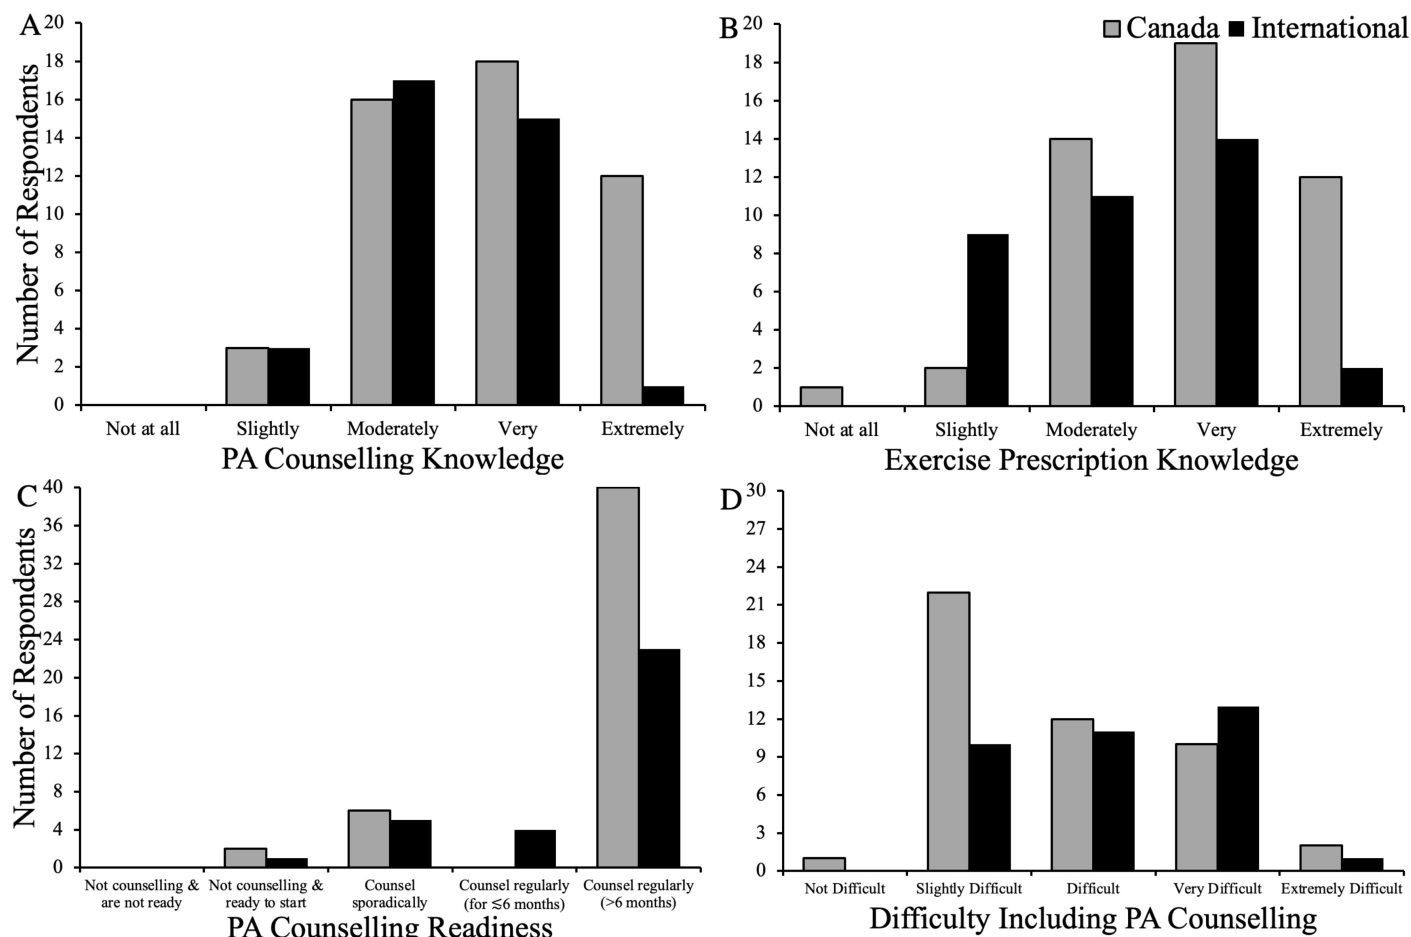 A
Number of Respondents
20
18
16
14
12
10
8
6
4
2
0
Not at all Slightly Moderately Very Extremely
PA Counselling Knowledge
B
Canada International
20
18
16
14
12
10
8
6
4
2
0
Not at all Slightly Moderately Very Extremely
Exercise Prescription Knowledge
C
Number of Respondents
40
36
32
28
24
20
16
12
8
4
0
Not counselling &
are not ready
Not counselling &
ready to start
Counsel
sporadically
Counsel regularly
(for ≤6 months)
Counsel regularly
(>6 months)
PA Counselling Readiness
D
30
27
24
21
18
15
12
9
6
3
0
Not Difficult Slightly Difficult Difficult Very Difficult Extremely Difficult
Difficulty Including PA Counselling